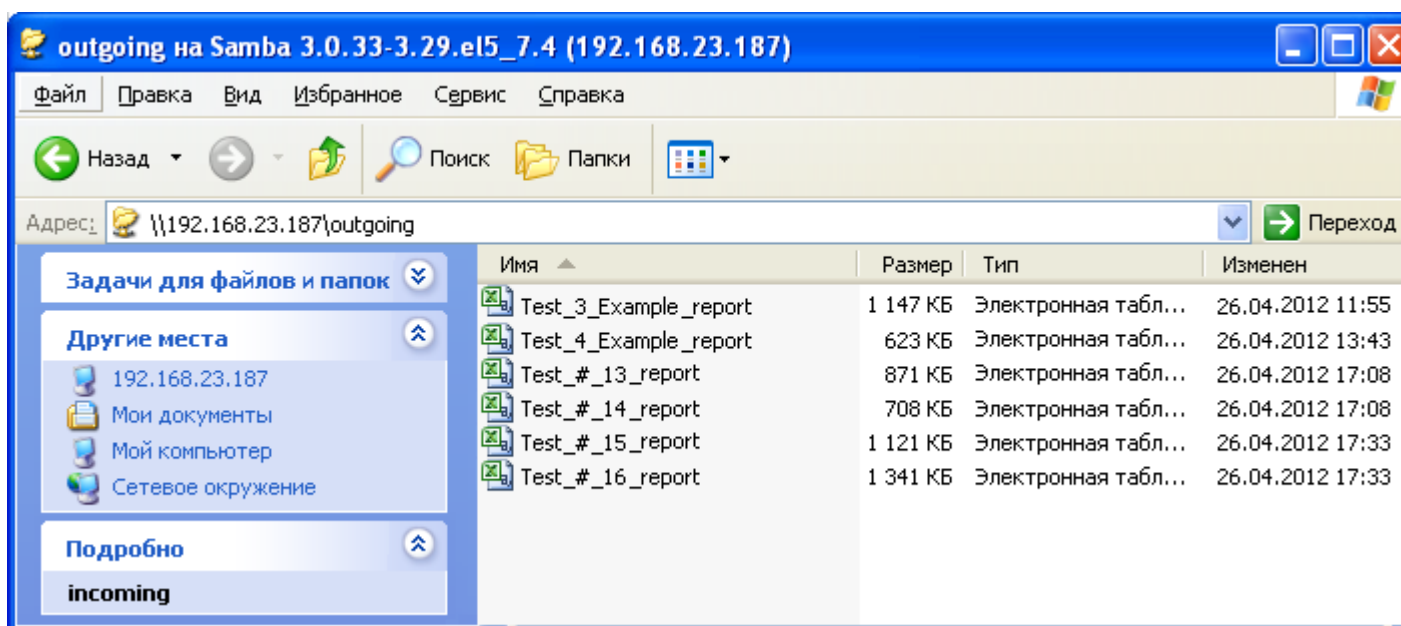 outgoing на Samba 3.0.33-3.29.el5_7.4 (192.168.23.187)
Файл Правка Вид Избранное Сервис Справка
Назад Поиск Папки
Адрес: \\192.168.23.187\outgoing Переход
Задачи для файлов и папок
Другие места
192.168.23.187
Мои документы
Мой компьютер
Сетевое окружение
Подробно
incoming
Имя Размер Тип Изменен
Test_3_Example_report 1 147 КБ Электронная табл... 26.04.2012 11:55
Test_4_Example_report 623 КБ Электронная табл... 26.04.2012 13:43
Test_#_13_report 871 КБ Электронная табл... 26.04.2012 17:08
Test_#_14_report 708 КБ Электронная табл... 26.04.2012 17:08
Test_#_15_report 1 121 КБ Электронная табл... 26.04.2012 17:33
Test_#_16_report 1 341 КБ Электронная табл... 26.04.2012 17:33